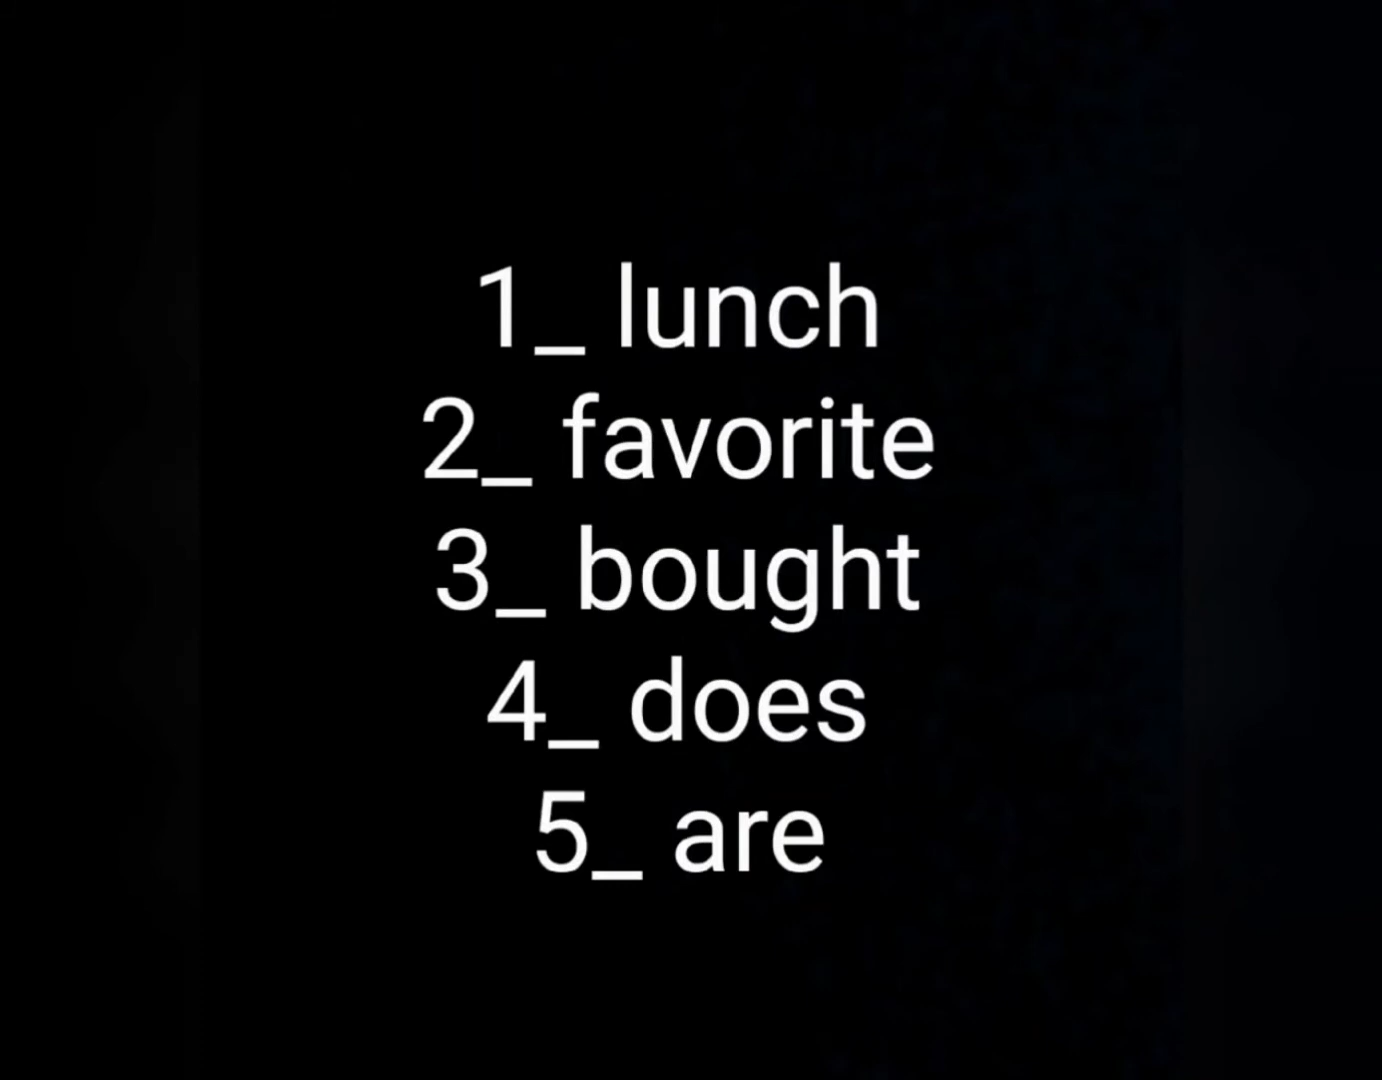 1_ lunch
2_ favorite
3_ bought
4_ does
5_ are